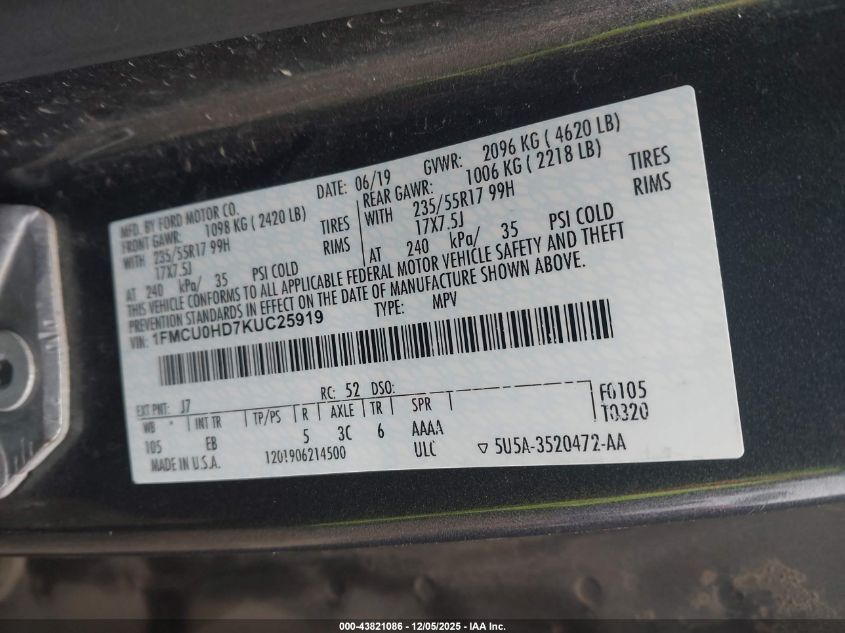 MFD. BY FORD MOTOR CO.
DATE: 06/19 GVWR: 2096 KG ( 4620 LB)
FRONT GAWR: 1098 KG ( 2420 LB) REAR GAWR: 1006 KG ( 2218 LB)
WITH 235/55R17 99H TIRES WITH 235/55R17 99H TIRES
17X7.5J RIMS 17X7.5J RIMS
AT 240 kPa/ 35 PSI COLD AT 240 kPa/ 35 PSI COLD
THIS VEHICLE CONFORMS TO ALL APPLICABLE FEDERAL MOTOR VEHICLE SAFETY AND THEFT
PREVENTION STANDARDS IN EFFECT ON THE DATE OF MANUFACTURE SHOWN ABOVE.
VIN: 1FMCU0HD7KUC25919 TYPE: MPV
EXT PNT: J7 RC: 52 DSO: F0105
WB * INT TR TP/PS R AXLE TR SPR T0320
105 EB 5 3C 6 AAAA
MADE IN U.S.A. 1201906214500 ULC 5U5A-3520472-AA
000-43821086 - 12/05/2025 - IAA Inc.